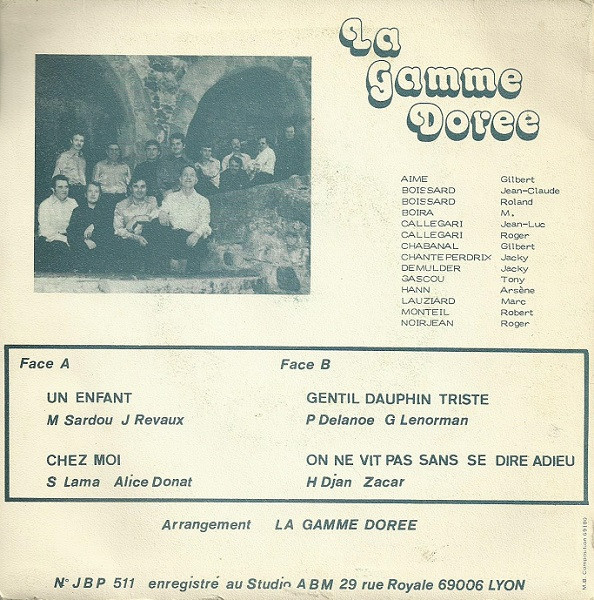 La
Gamme
Doree
AIME Gilbert
BOISSARD Jean-Claude
BOISSARD Roland
BOIRA M.
CALLEGARI Jean-Luc
CALLEGARI Roger
CHABANAL Gilbert
CHANTEPERDRIX Jacky
DEMULDER Jacky
GASCOU Tony
HANN Arsène
LAUZIARD Marc
MONTEIL Robert
NOIRJEAN Roger
Face A
UN ENFANT
M Sardou J Revaux
CHEZ MOI
S Lama Alice Donat
Face B
GENTIL DAUPHIN TRISTE
P Delanoe G Lenorman
ON NE VIT PAS SANS SE DIRE ADIEU
H Djan Zacar
Arrangement LA GAMME DOREE
N° JBP 511 enregistré au Studio ABM 29 rue Royale 69006 LYON
M.B. Composition 69180